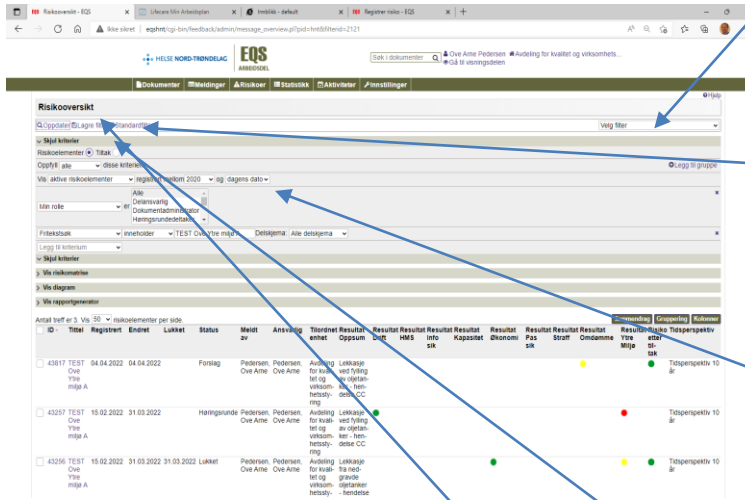 Risikooversikt - EQS
Lifecare Min Arbeidsplan
Innblikk - default
Registrer risiko - EQS
Ikke sikret | eqshnt/cgi-bin/feedback/admin/message_overview.pl?pid=hnt&filterid=2121
HELSE NORD-TRØNDELAG
EQS
ARBEIDSDEL
Søk i dokumenter
Ove Arne Pedersen Avdeling for kvalitet og virksomhets...
Gå til visningsdelen
Dokumenter Meldinger Risikoer Statistikk Aktiviteter Innstillinger
Hjelp
Risikooversikt
Oppdater Lagre Standard Velg filter
Skjul kriterier
Risikoelementer Tiltak
Oppfyll alle disse kriteriene Legg til gruppe
Vis aktive risikoelementer registrert mellom 2020 og dagens dato
Min rolle er
Alle
Delansvarlig
Dokumentadministrator
Høringsrundedeltaker
Fritekstsøk inneholder TEST Ove Ytre miljø A Delskjema: Alle delskjema
Legg til kriterium
Skjul kriterier
Vis risikomatrise
Vis diagram
Vis rapportgenerator
Antall treff er 3. Vis 50 risikoelementer per side. Sammendrag Gruppering Kolonner
ID Tittel Registrert Endret Lukket Status Meldt av Ansvarlig Tilordnet enhet Resultat Oppsum Resultat Drift Resultat HMS Resultat Info sik Resultat Kapasitet Resultat Økonomi Resultat Pas sik Resultat Straff Resultat Omdømme Resultat Ytre Miljø Risiko etter til-tak Tidsperspektiv
43817 TEST Ove Ytre miljø A 04.04.2022 04.04.2022 Forslag Pedersen, Ove Arne Pedersen, Ove Arne Avdeling for kvali-tet og virksom-hetssty-ring Lekkasje ved fylling av oljetan-ker - hen-delse CC Tidsperspektiv 10 år
43257 TEST Ove Ytre miljø A 15.02.2022 31.03.2022 Høringsrunde Pedersen, Ove Arne Pedersen, Ove Arne Avdeling for kvali-tet og virksom-hetssty-ring Lekkasje ved fylling av oljetan-ker - hen-delse CC Tidsperspektiv 10 år
43256 TEST Ove Ytre miljø A 15.02.2022 31.03.2022 31.03.2022 Lukket Pedersen, Ove Arne Pedersen, Ove Arne Avdeling for kvali-tet og virksom-hetssty- Lekkasje fra ned-gravde oljetanker - hendelse Tidsperspektiv 10 år